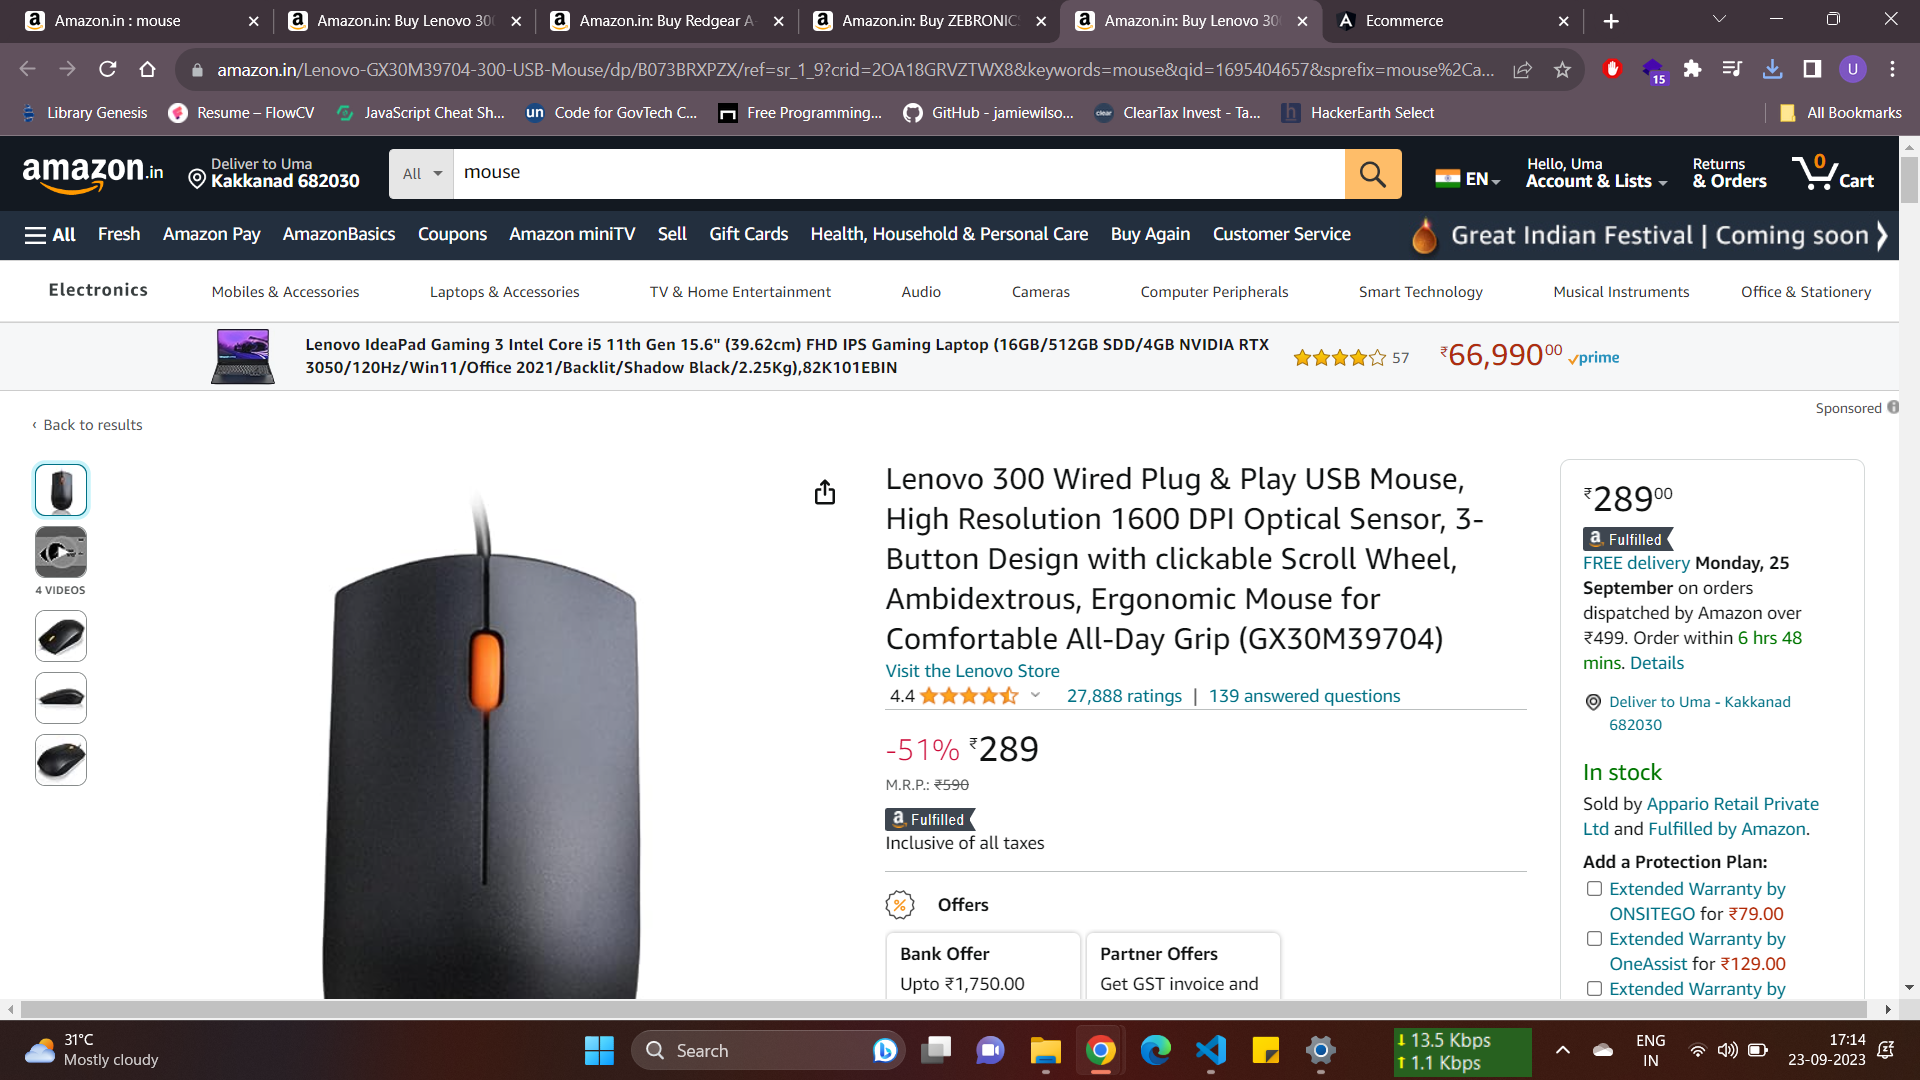 Amazon.in : mouse
Amazon.in: Buy Lenovo 300
Amazon.in: Buy Redgear A
Amazon.in: Buy ZEBRONIC
Amazon.in: Buy Lenovo 300
Ecommerce
amazon.in/Lenovo-GX30M39704-300-USB-Mouse/dp/B073BRXPZX/ref=sr_1_9?crid=2OA18GRVZTWX8&keywords=mouse&qid=1695404657&sprefix=mouse%2Ca...
15
U
Library Genesis
Resume – FlowCV
JavaScript Cheat Sh...
un
Code for GovTech C...
Free Programming...
GitHub - jamiewilso...
clear
ClearTax Invest - Ta...
h
HackerEarth Select
All Bookmarks
amazon.in
Deliver to Uma
Kakkanad 682030
All
mouse
EN
Hello, Uma
Account & Lists
Returns
& Orders
0
Cart
All
Fresh
Amazon Pay
AmazonBasics
Coupons
Amazon miniTV
Sell
Gift Cards
Health, Household & Personal Care
Buy Again
Customer Service
Great Indian Festival | Coming soon
Electronics
Mobiles & Accessories
Laptops & Accessories
TV & Home Entertainment
Audio
Cameras
Computer Peripherals
Smart Technology
Musical Instruments
Office & Stationery
Lenovo IdeaPad Gaming 3 Intel Core i5 11th Gen 15.6" (39.62cm) FHD IPS Gaming Laptop (16GB/512GB SDD/4GB NVIDIA RTX
3050/120Hz/Win11/Office 2021/Backlit/Shadow Black/2.25Kg),82K101EBIN
57
₹66,99000
prime
Sponsored
‹ Back to results
4 VIDEOS
Lenovo 300 Wired Plug & Play USB Mouse,
High Resolution 1600 DPI Optical Sensor, 3-
Button Design with clickable Scroll Wheel,
Ambidextrous, Ergonomic Mouse for
Comfortable All-Day Grip (GX30M39704)
Visit the Lenovo Store
4.4
27,888 ratings | 139 answered questions
-51% ₹289
M.R.P.: ₹590
a Fulfilled
Inclusive of all taxes
Offers
Bank Offer
Upto ₹1,750.00
Partner Offers
Get GST invoice and
₹28900
a Fulfilled
FREE delivery Monday, 25
September on orders
dispatched by Amazon over
₹499. Order within 6 hrs 48
mins. Details
Deliver to Uma - Kakkanad
682030
In stock
Sold by Appario Retail Private
Ltd and Fulfilled by Amazon.
Add a Protection Plan:
Extended Warranty by
ONSITEGO for ₹79.00
Extended Warranty by
OneAssist for ₹129.00
Extended Warranty by
31°C
Mostly cloudy
Search
13.5 Kbps
1.1 Kbps
ENG
IN
17:14
23-09-2023